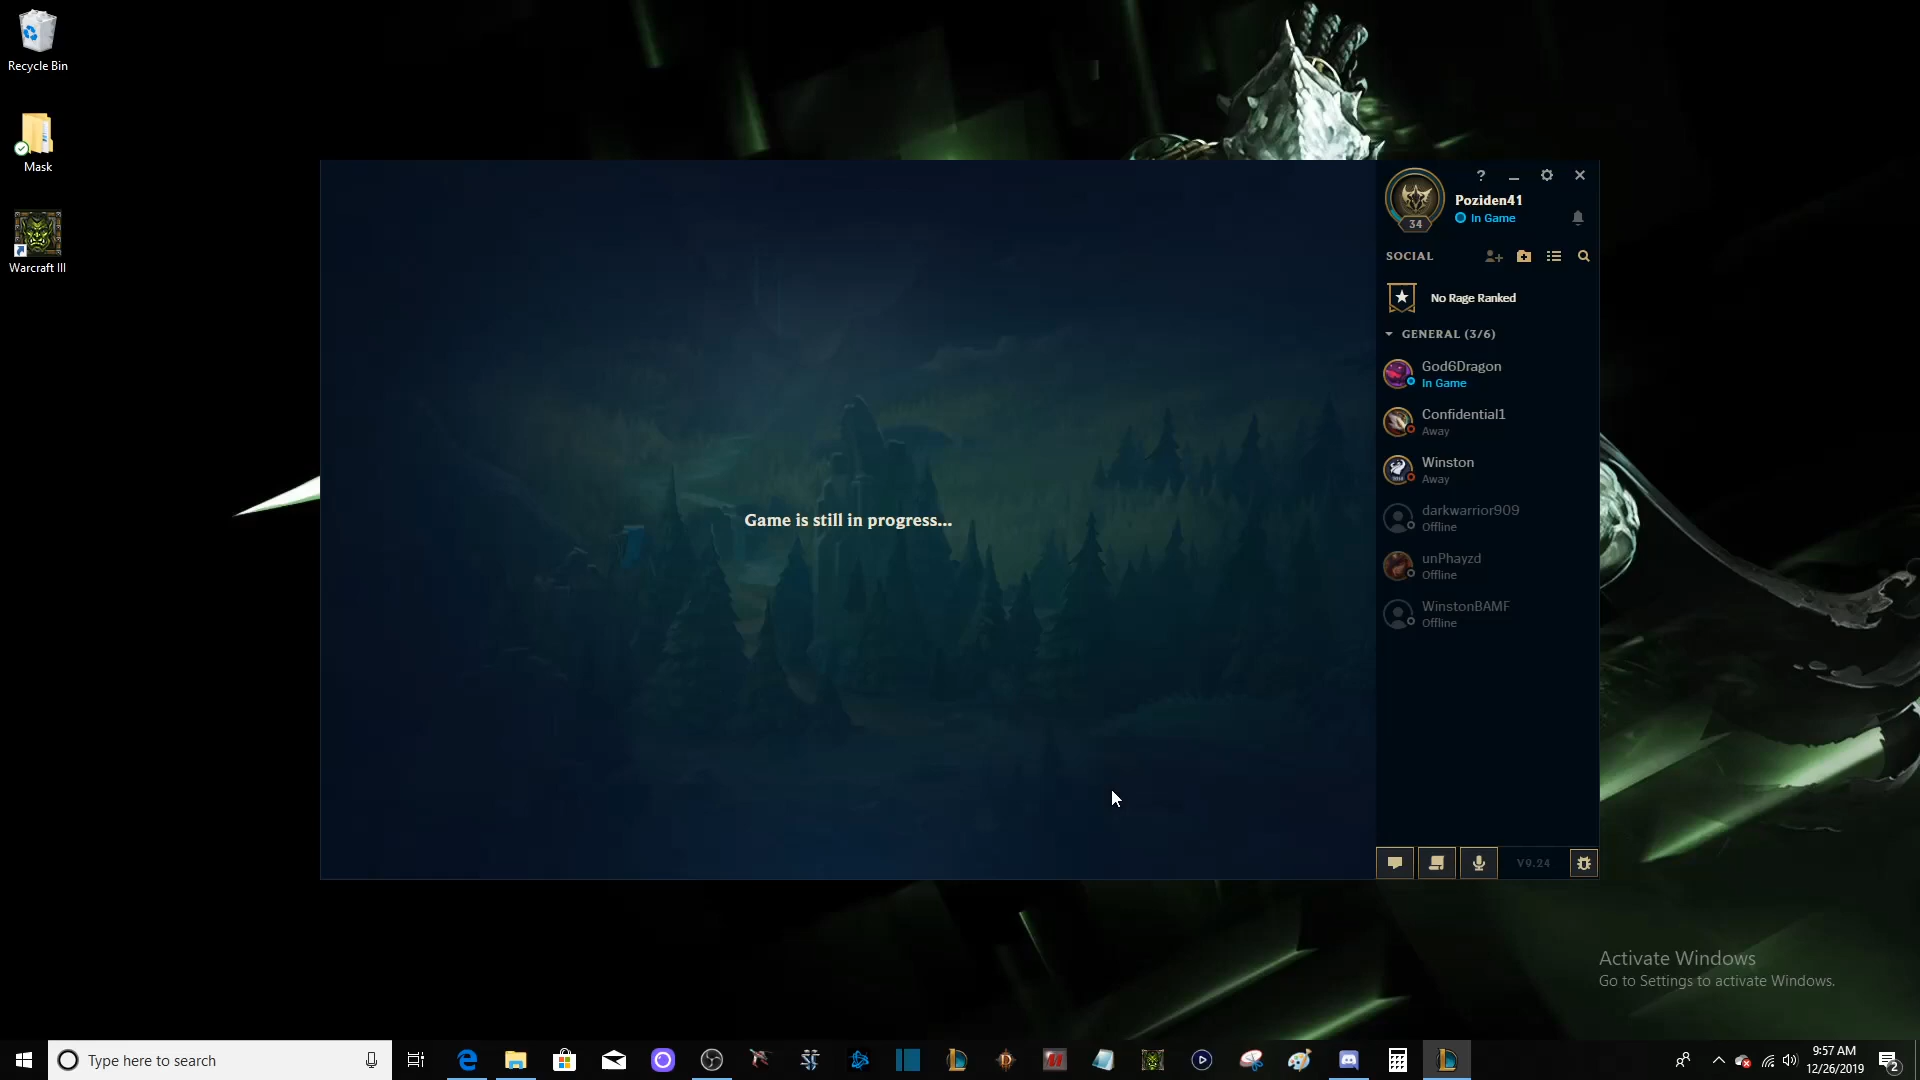 Recycle Bin
Mask
Warcraft III
?
Poziden41
In Game
34
SOCIAL
No Rage Ranked
GENERAL (3/6)
God6Dragon
In Game
Confidential1
Away
Winston
Away
darkwarrior909
Offline
unPhayzd
Offline
WinstonBAMF
Offline
Game is still in progress...
V9.24
Activate Windows
Go to Settings to activate Windows.
Type here to search
9:57 AM
12/26/2019
2